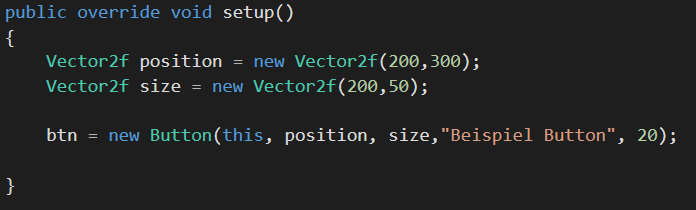 public override void setup()
{
    Vector2f position = new Vector2f(200,300);
    Vector2f size = new Vector2f(200,50);
    btn = new Button(this, position, size,"Beispiel Button", 20);
}